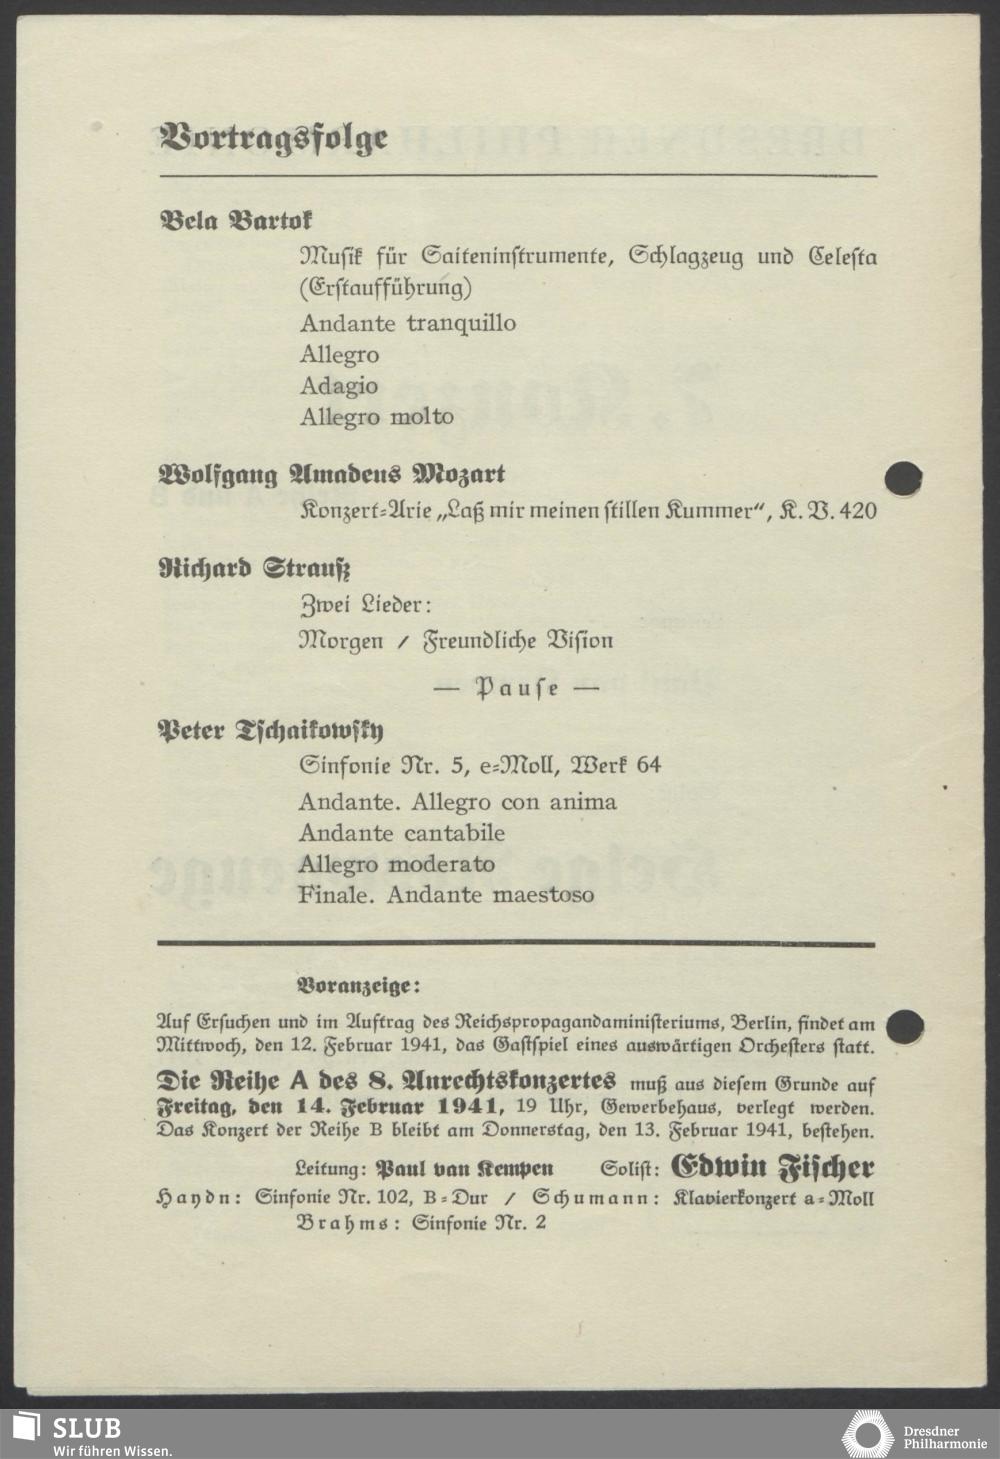 Vortragsfolge
Bela Bartok
Musik für Saiteninstrumente, Schlagzeug und Celesta
(Erstaufführung)
Andante tranquillo
Allegro
Adagio
Allegro molto
Wolfgang Amadeus Mozart
Konzert-Arie „Laß mir meinen stillen Kummer“, K. V. 420
Richard Strauß
Zwei Lieder:
Morgen / Freundliche Vision
— Pause —
Peter Tschaikowsky
Sinfonie Nr. 5, e-Moll, Werk 64
Andante. Allegro con anima
Andante cantabile
Allegro moderato
Finale. Andante maestoso
Voranzeige:
Auf Ersuchen und im Auftrag des Reichspropagandaministeriums, Berlin, findet am
Mittwoch, den 12. Februar 1941, das Gastspiel eines auswärtigen Orchesters statt.
Die Reihe A des 8. Anrechtskonzertes muß aus diesem Grunde auf
Freitag, den 14. Februar 1941, 19 Uhr, Gewerbehaus, verlegt werden.
Das Konzert der Reihe B bleibt am Donnerstag, den 13. Februar 1941, bestehen.
Leitung: Paul van Kempen Solist: Edwin Fischer
Haydn: Sinfonie Nr. 102, B-Dur / Schumann: Klavierkonzert a-Moll
Brahms: Sinfonie Nr. 2
SLUB
Wir führen Wissen.
Dresdner
Philharmonie